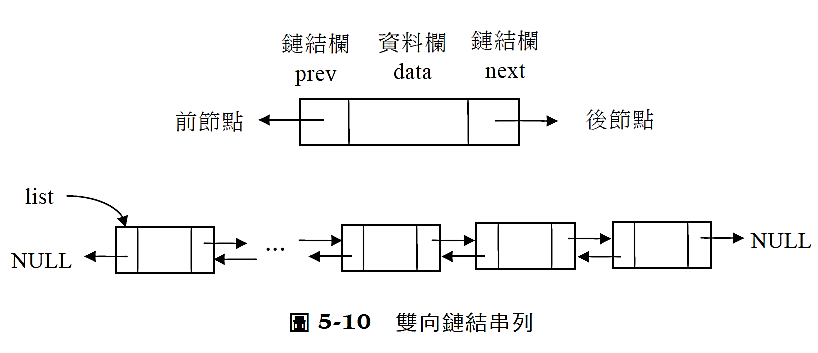 鏈結欄 資料欄 鏈結欄
prev data next
前節點 後節點
list
...
NULL NULL
圖 5-10 雙向鏈結串列